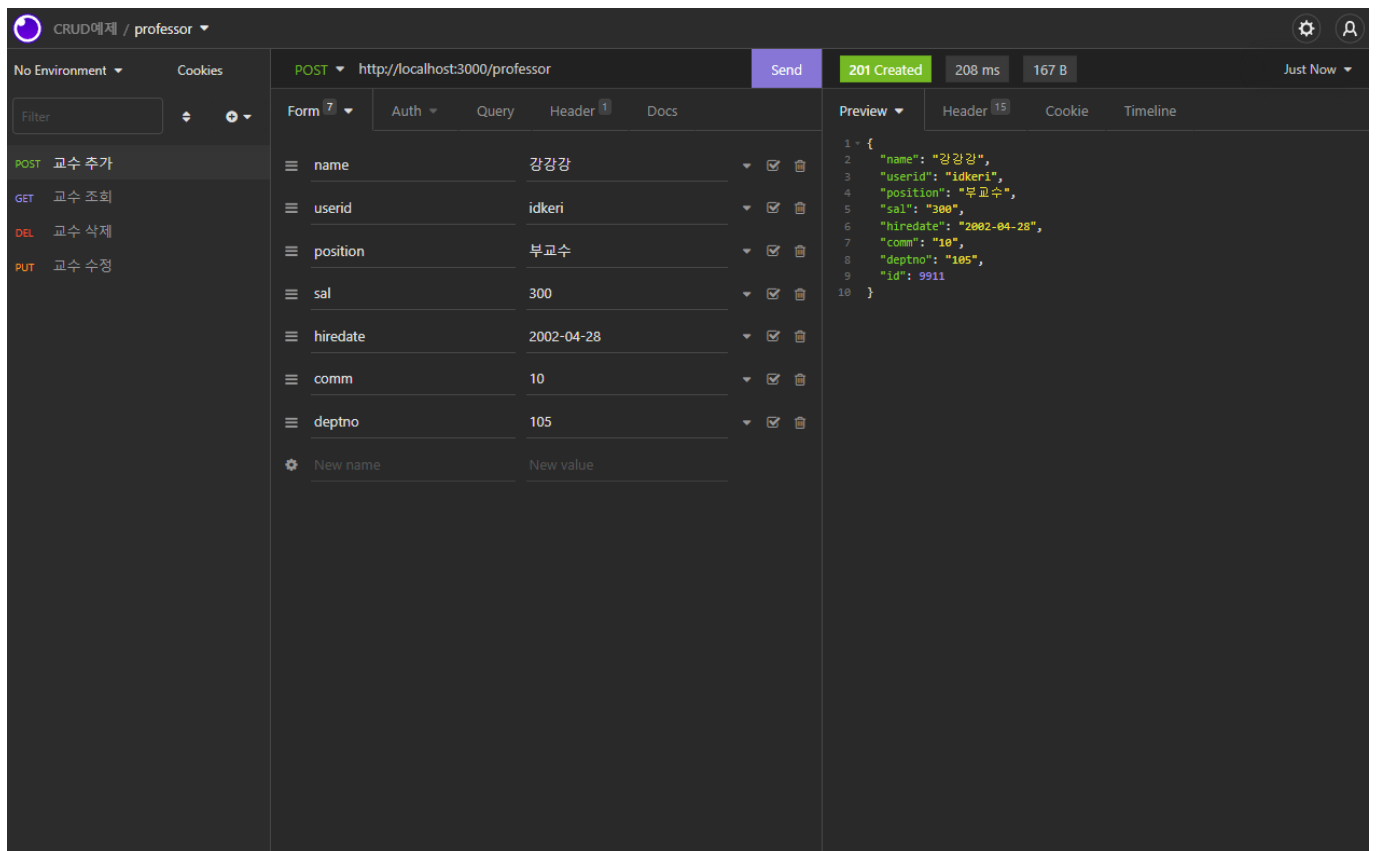 CRUD예제 / professor
No Environment Cookies
Filter
POST 교수 추가
GET 교수 조회
DEL 교수 삭제
PUT 교수 수정
POST http://localhost:3000/professor Send
Form 7 Auth Query Header 1 Docs
name 강강강
userid idkeri
position 부교수
sal 300
hiredate 2002-04-28
comm 10
deptno 105
New name New value
201 Created 208 ms 167 B Just Now
Preview Header 15 Cookie Timeline
1 {
2 "name": "강강강",
3 "userid": "idkeri",
4 "position": "부교수",
5 "sal": "300",
6 "hiredate": "2002-04-28",
7 "comm": "10",
8 "deptno": "105",
9 "id": 9911
10 }